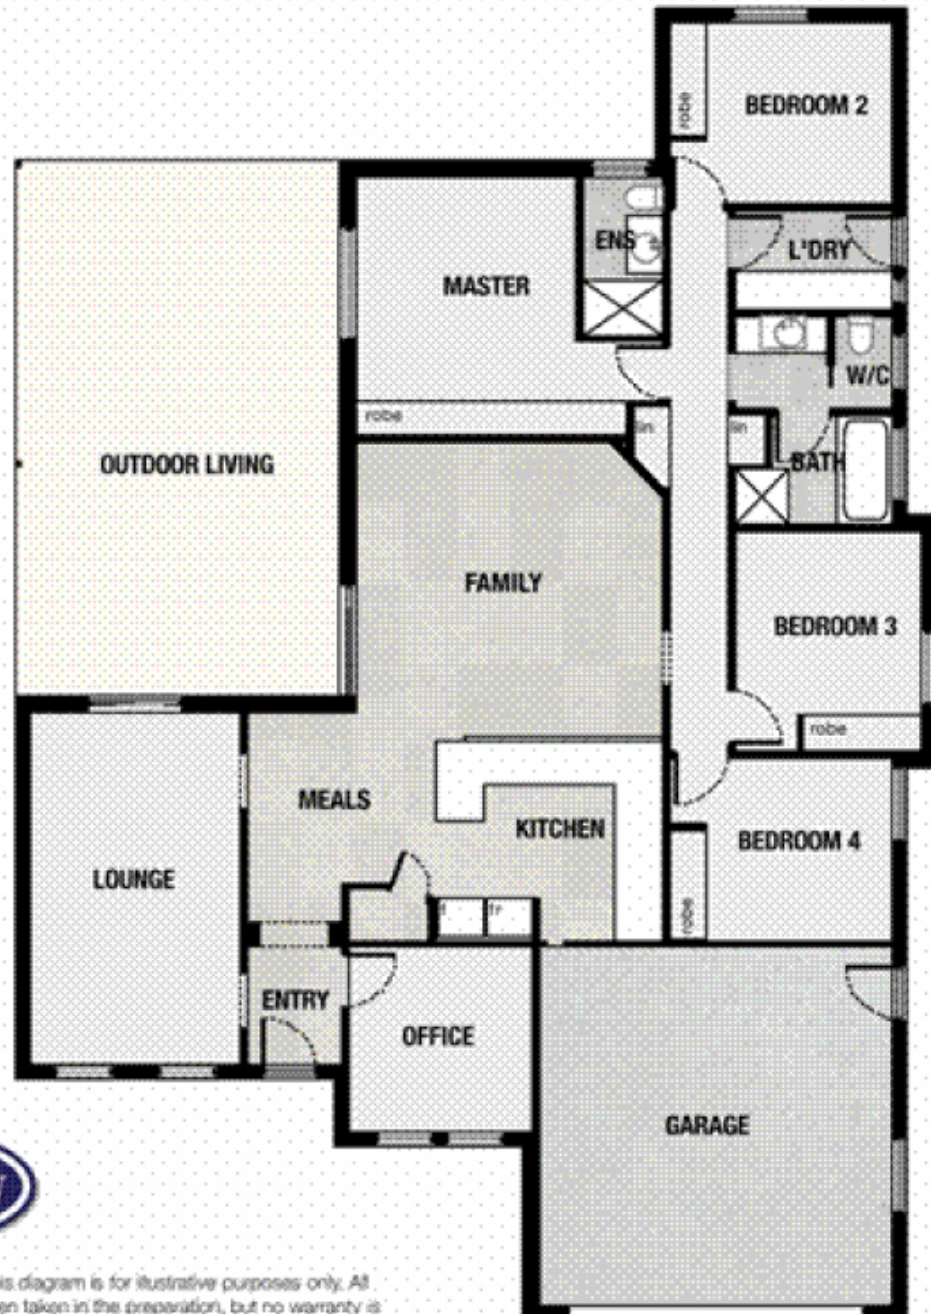 BEDROOM 2
robe
L'DRY
ENS
MASTER
W/C
robe
lin
lin
BATH
OUTDOOR LIVING
FAMILY
BEDROOM 3
robe
MEALS
KITCHEN
BEDROOM 4
LOUNGE
robe
f
fr
ENTRY
OFFICE
GARAGE
is diagram is for illustrative purposes only. All
en taken in the preparation, but no warranty is